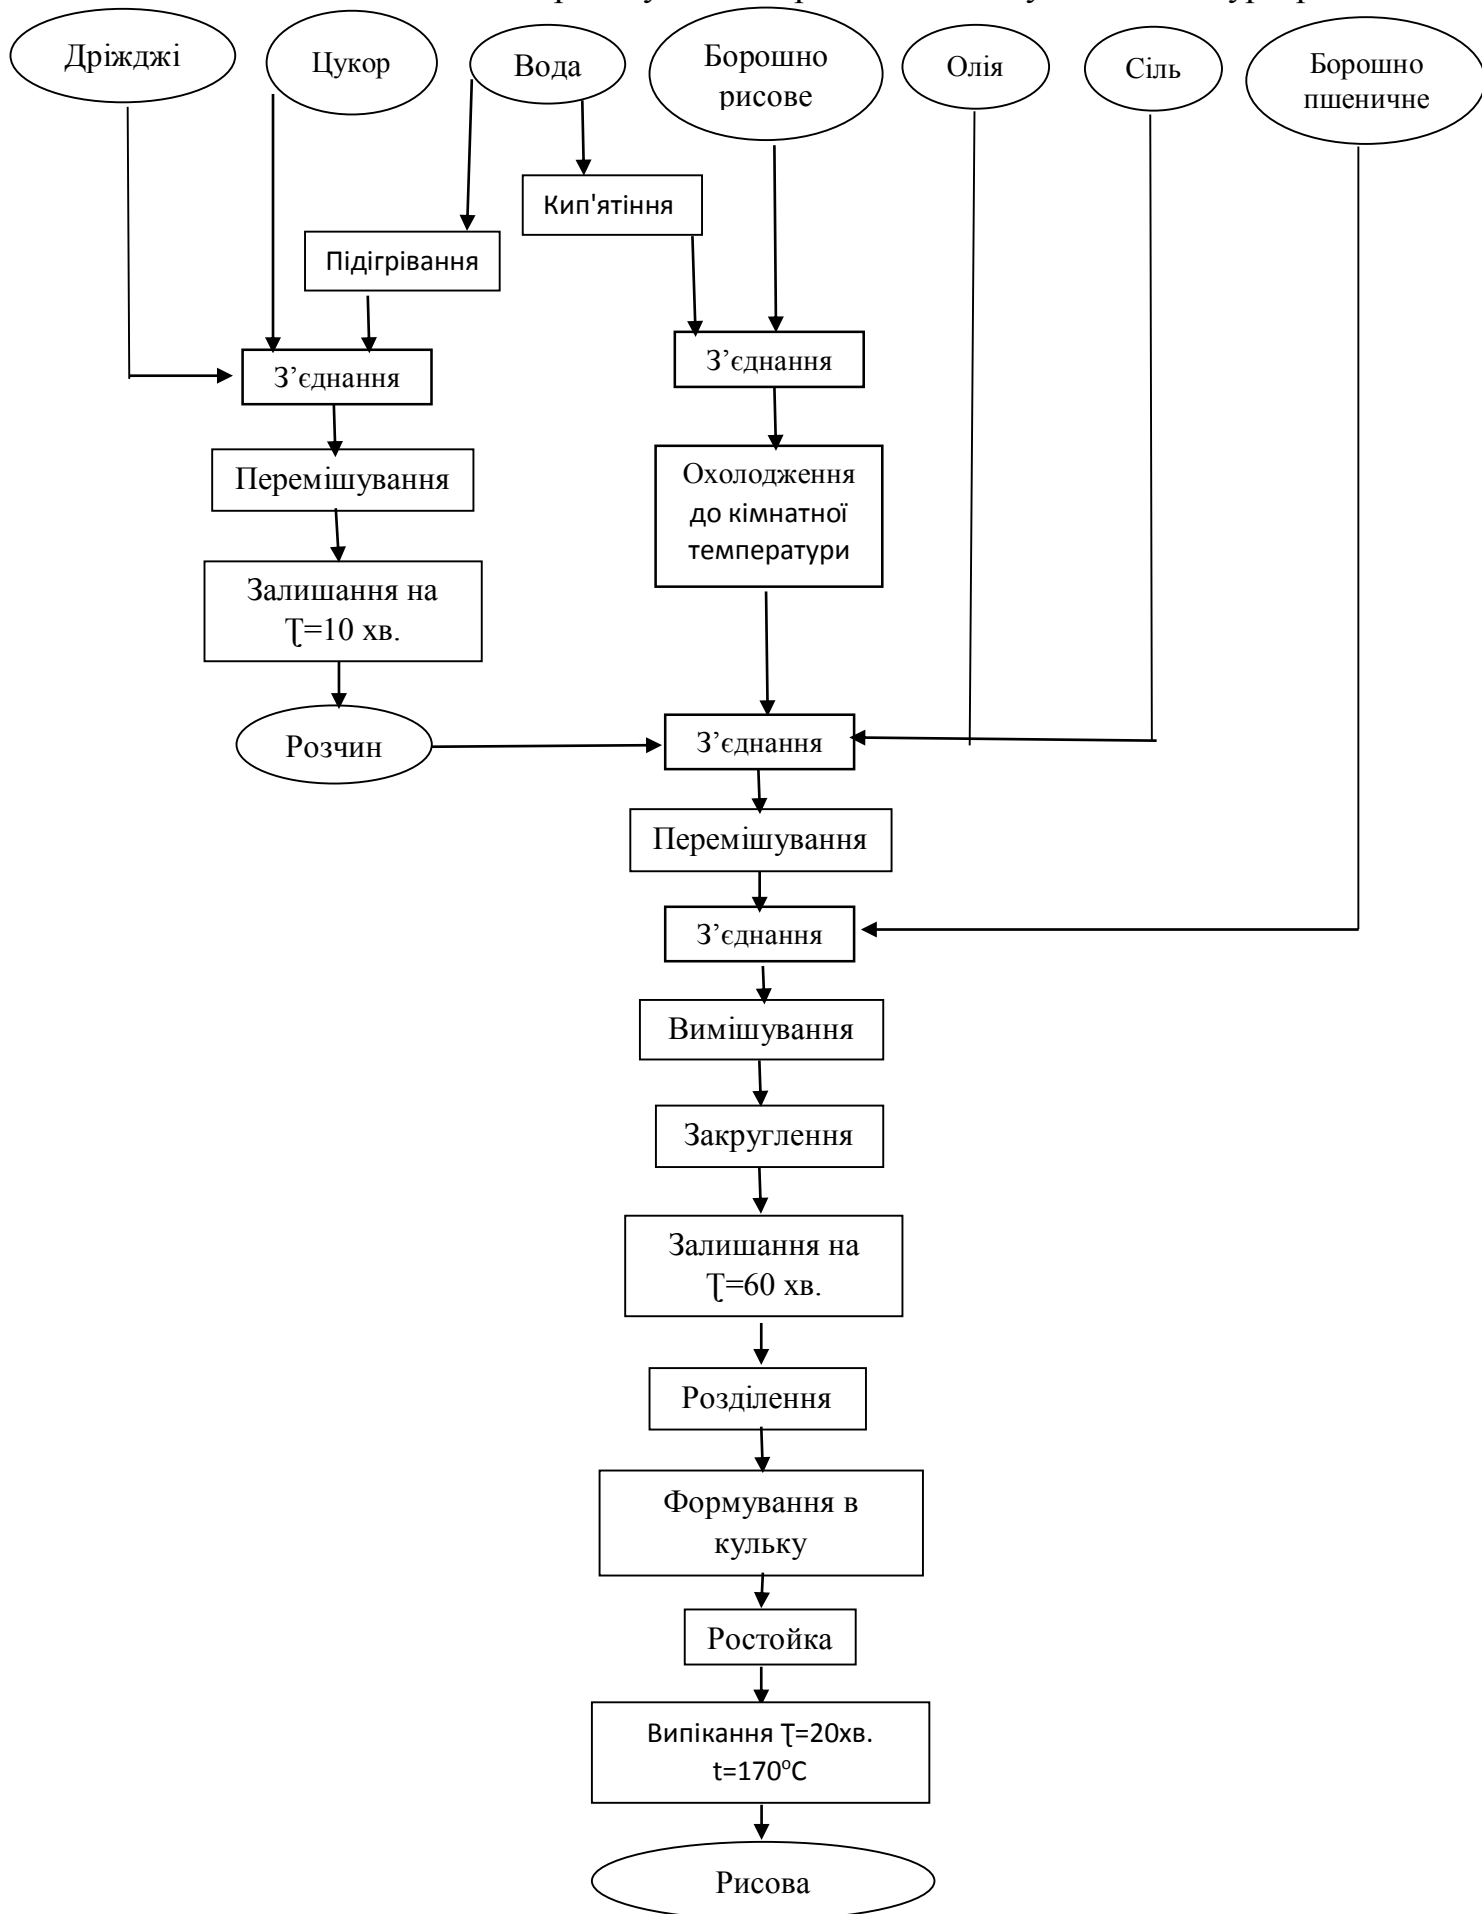 Дріжджі
Цукор
Вода
Борошно
рисове
Олія
Сіль
Борошно
пшеничне
Кип'ятіння
Підігрівання
З’єднання
З’єднання
Перемішування
Охолодження
до кімнатної
температури
Залишання на
Ʈ=10 хв.
Розчин
З’єднання
Перемішування
З’єднання
Вимішування
Закруглення
Залишання на
Ʈ=60 хв.
Розділення
Формування в
кульку
Ростойка
Випікання Ʈ=20хв.
t=170°C
Рисова